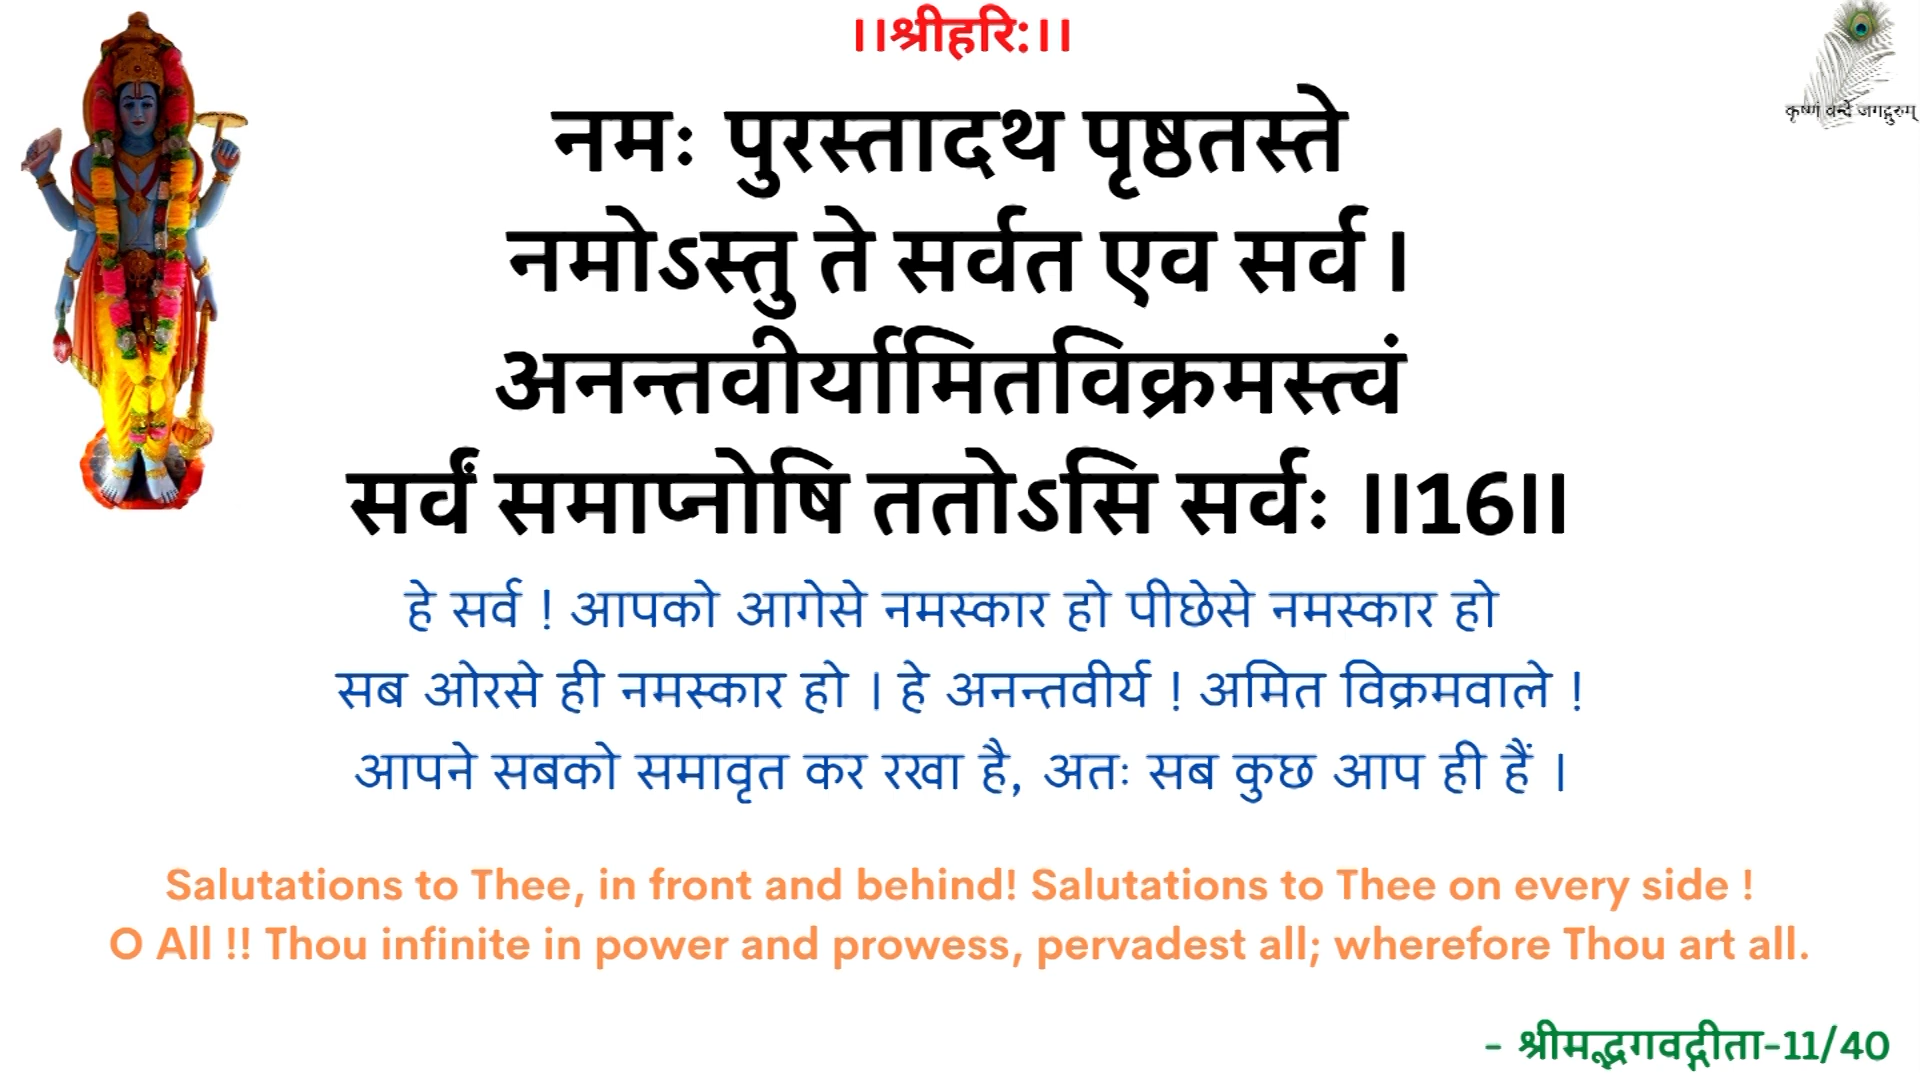 ।।श्रीहरि:।।
कृष्णं वन्दे जगद्गुरुम्
नमः पुरस्तादथ पृष्ठतस्ते
नमोऽस्तु ते सर्वत एव सर्व।
अनन्तवीर्यामितविक्रमस्त्वं
सर्वं समाप्नोषि ततोऽसि सर्वः ॥16॥
हे सर्व ! आपको आगेसे नमस्कार हो पीछेसे नमस्कार हो
सब ओरसे ही नमस्कार हो । हे अनन्तवीर्य ! अमित विक्रमवाले !
आपने सबको समावृत कर रखा है, अतः सब कुछ आप ही हैं ।
Salutations to Thee, in front and behind! Salutations to Thee on every side !
O All !! Thou infinite in power and prowess, pervadest all; wherefore Thou art all.
- श्रीमद्भगवद्गीता-11/40